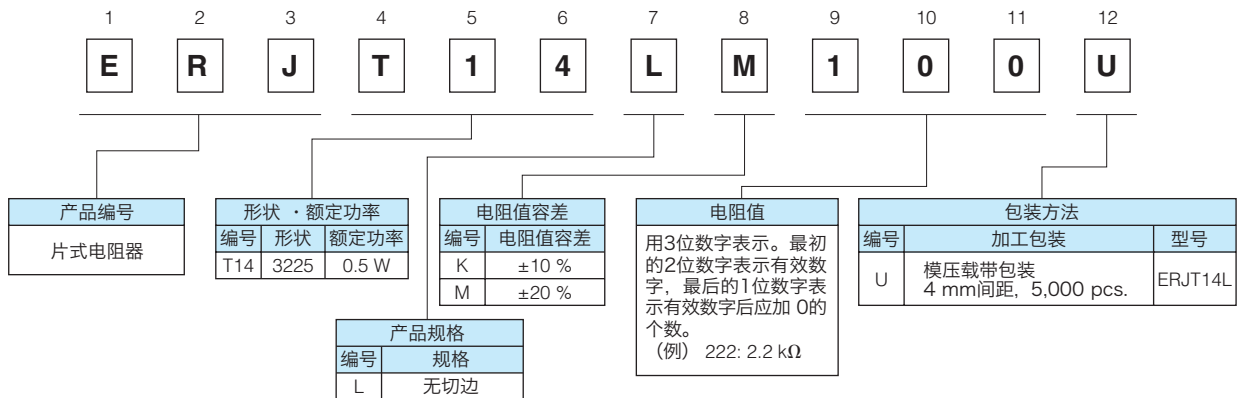 1 2 3 4 5 6 7 8 9 10 11 12
E R J T 1 4 L M 1 0 0 U
产品编号
片式电阻器
形状 ・额定功率
编号 形状 额定功率
T14 3225 0.5 W
电阻值容差
编号 电阻值容差
K ±10 %
M ±20 %
产品规格
编号 规格
L 无切边
电阻值
用3位数字表示。最初
的2位数字表示有效数
字，最后的1位数字表
示有效数字后应加 0的
个数。
（例） 222: 2.2 kΩ
包装方法
编号 加工包装 型号
U 模压载带包装 ERJT14L
4 mm间距，5,000 pcs.